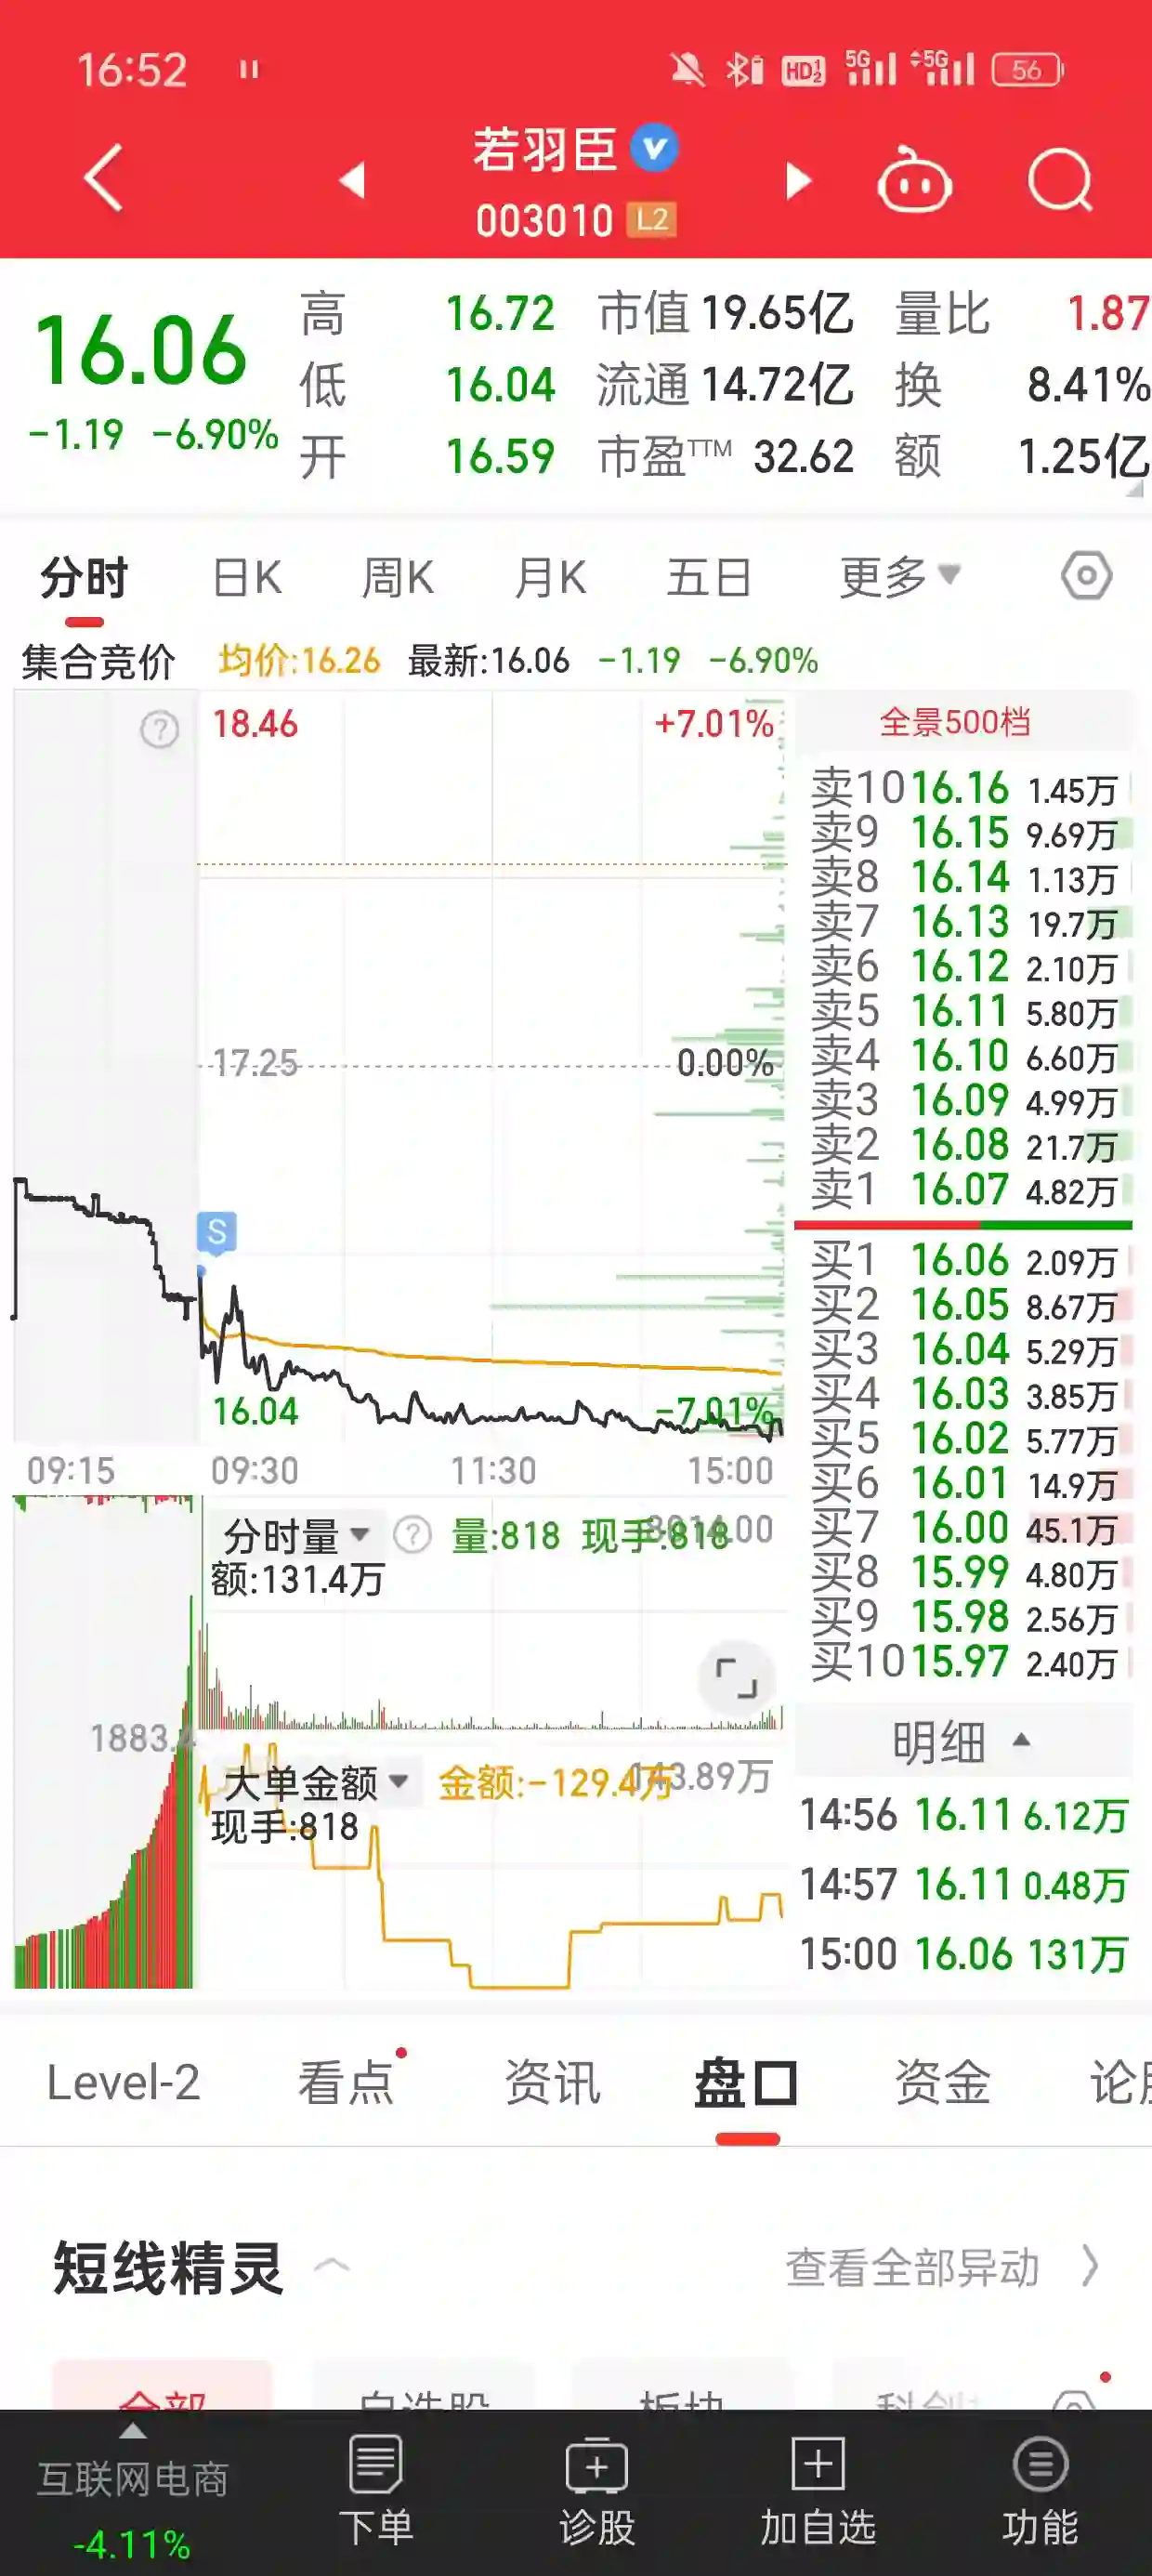 16:52 HD 1 2 5G 5G 56
若羽臣
003010 L2
16.06
-1.19 -6.90%
高 16.72 市值 19.65亿 量比 1.87
低 16.04 流通 14.72亿 换 8.41%
开 16.59 市盈TTM 32.62 额 1.25亿
分时 日K 周K 月K 五日 更多
集合竞价 均价:16.26 最新:16.06 -1.19 -6.90%
18.46 +7.01%
17.25 0.00%
S
16.04 -7.01%
09:15 09:30 11:30 15:00
全景500档
卖10 16.16 1.45万
卖9 16.15 9.69万
卖8 16.14 1.13万
卖7 16.13 19.7万
卖6 16.12 2.10万
卖5 16.11 5.80万
卖4 16.10 6.60万
卖3 16.09 4.99万
卖2 16.08 21.7万
卖1 16.07 4.82万
买1 16.06 2.09万
买2 16.05 8.67万
买3 16.04 5.29万
买4 16.03 3.85万
买5 16.02 5.77万
买6 16.01 14.9万
买7 16.00 45.1万
买8 15.99 4.80万
买9 15.98 2.56万
买10 15.97 2.40万
分时量 ? 量:818 现手:818
额:131.4万
大单金额 金额:-129.4万
现手:818
明细
14:56 16.11 6.12万
14:57 16.11 0.48万
15:00 16.06 131万
Level-2 看点 资讯 盘口 资金
短线精灵 查看全部异动
全部 自选股 板块
互联网电商
-4.11%
下单 诊股 加自选 功能